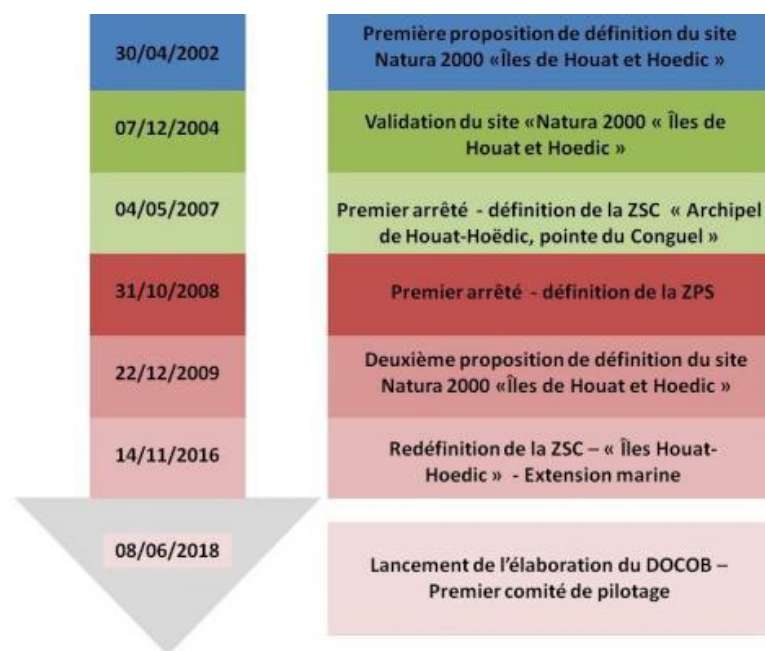 30/04/2002
Première proposition de définition du site
Natura 2000 «Îles de Houat et Hoedic »
07/12/2004
Validation du site «Natura 2000 « Îles de
Houat et Hoedic »
04/05/2007
Premier arrêté - définition de la ZSC « Archipel
de Houat-Hoëdic, pointe du Conguel »
31/10/2008
Premier arrêté - définition de la ZPS
22/12/2009
Deuxième proposition de définition du site
Natura 2000 «Îles de Houat et Hoedic »
14/11/2016
Redéfinition de la ZSC – « Îles Houat-
Hoedic » - Extension marine
08/06/2018
Lancement de l’élaboration du DOCOB –
Premier comité de pilotage